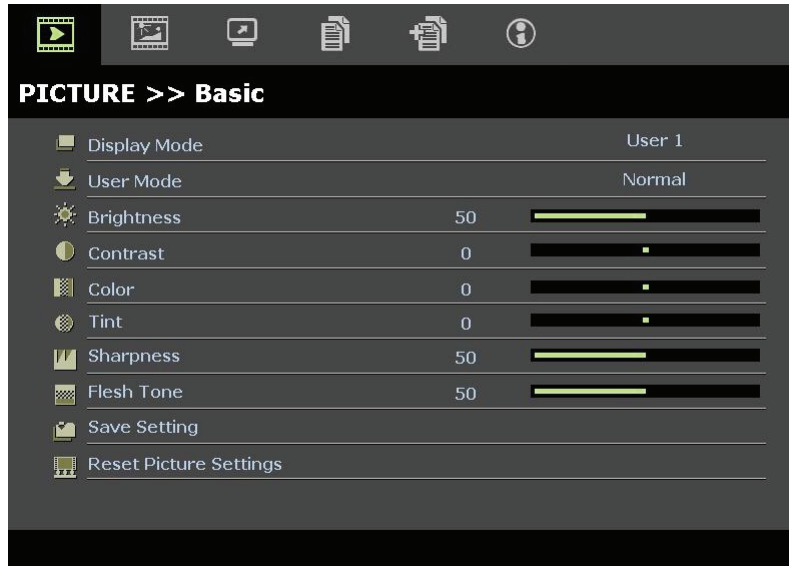 PICTURE >> Basic
Display Mode User 1
User Mode Normal
Brightness 50
Contrast 0
Color 0
Tint 0
Sharpness 50
Flesh Tone 50
Save Setting
Reset Picture Settings